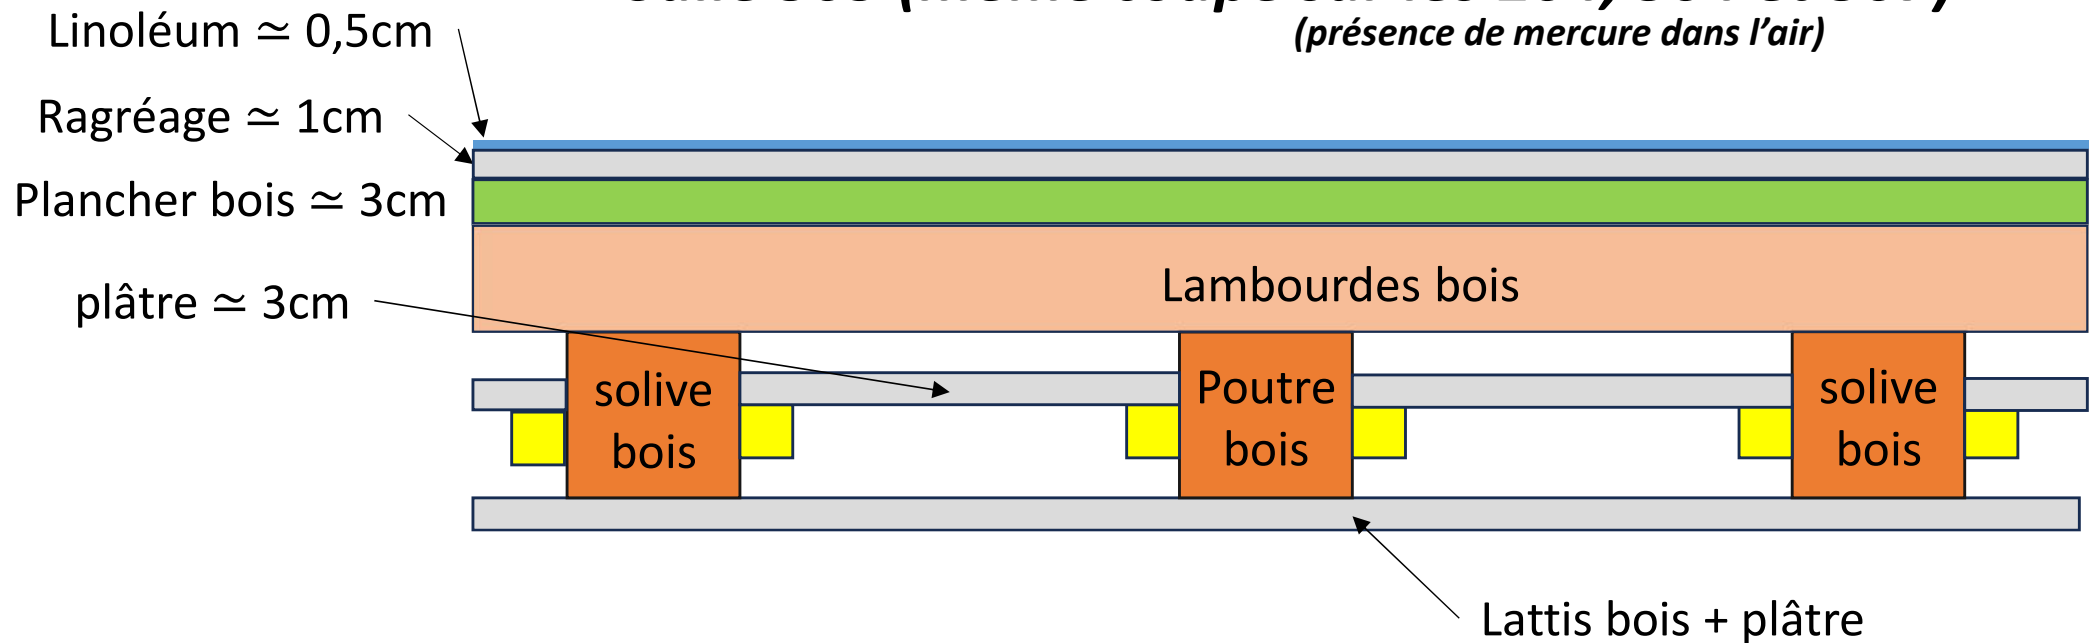 (présence de mercure dans l’air)
Linoléum ≃ 0,5cm
Ragréage ≃ 1cm
Plancher bois ≃ 3cm
Lambourdes bois
plâtre ≃ 3cm
solive
bois
Poutre
bois
solive
bois
Lattis bois + plâtre